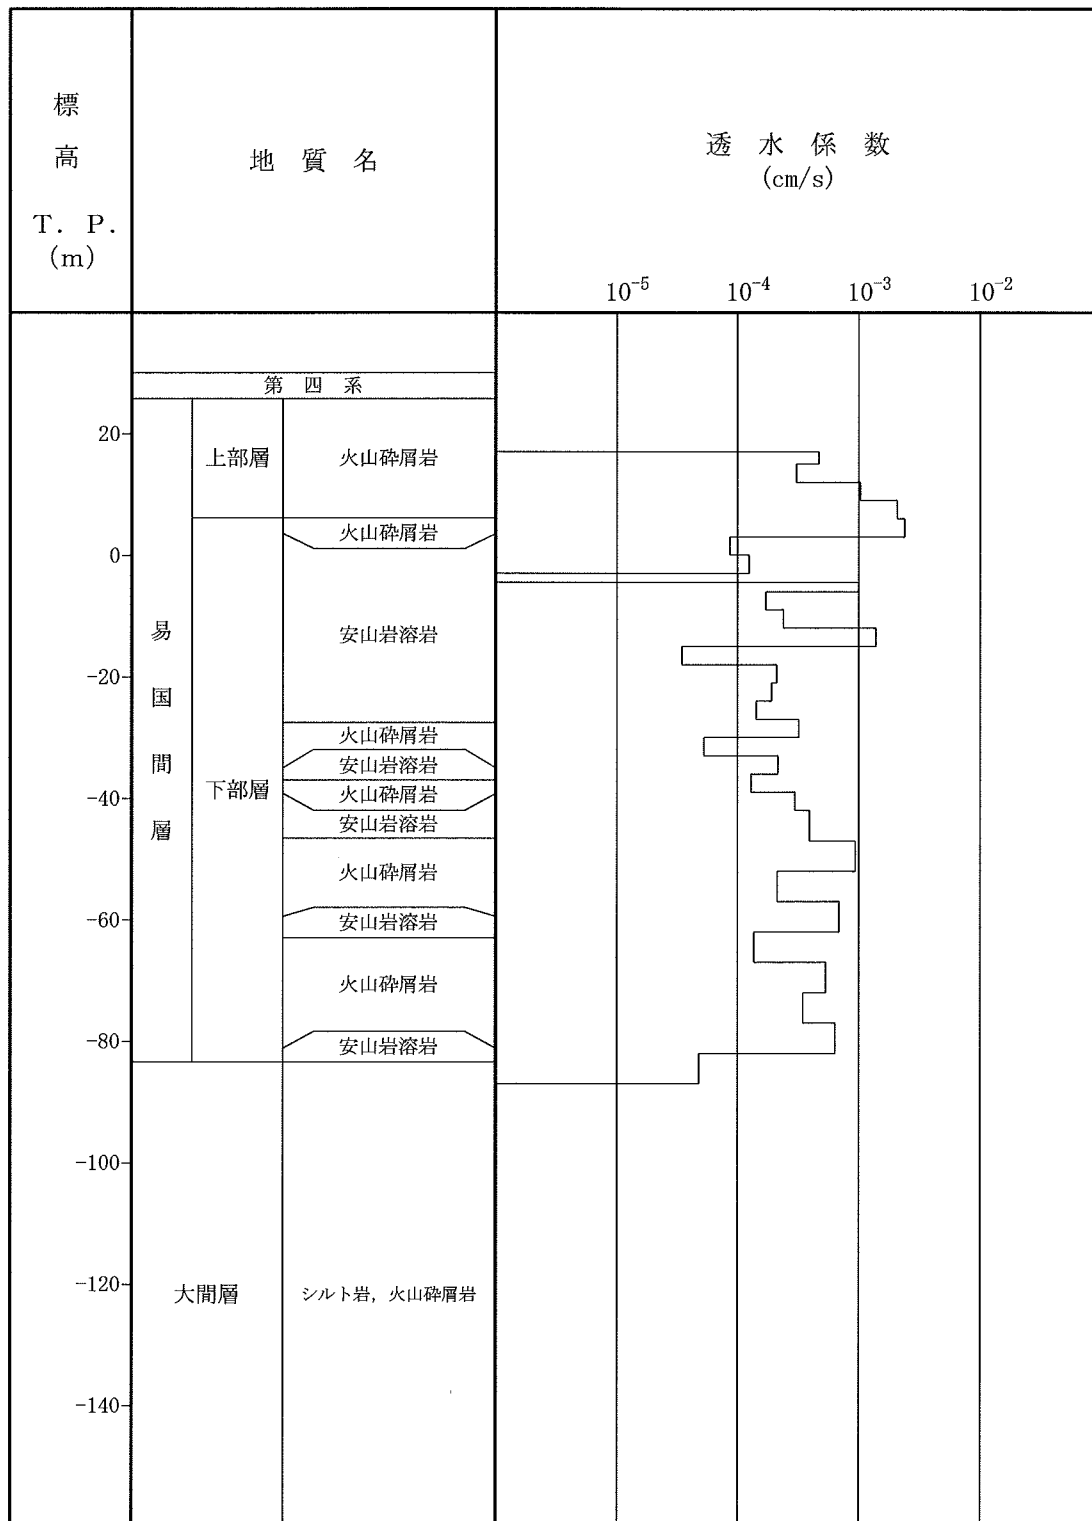 標
高
T. P.
(m)
地 質 名
透 水 係 数
(cm/s)
10⁻⁵ 10⁻⁴ 10⁻³ 10⁻²
第 四 系
20
上部層
火山砕屑岩
火山砕屑岩
0
易
国
間
層
安山岩溶岩
-20
火山砕屑岩
安山岩溶岩
下部層
火山砕屑岩
-40
安山岩溶岩
火山砕屑岩
-60
安山岩溶岩
火山砕屑岩
-80
安山岩溶岩
-100
-120
大間層
シルト岩, 火山砕屑岩
-140